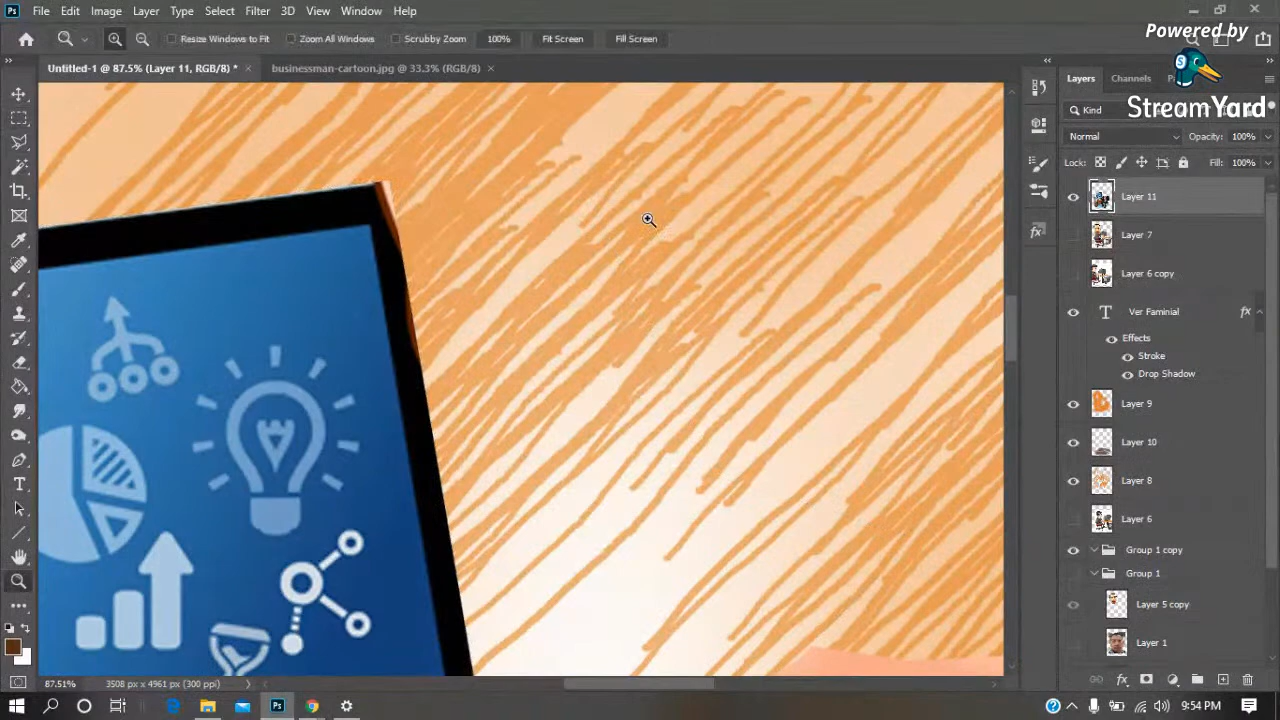 File Edit Image Layer Type Select Filter 3D View Window Help
Powered by
StreamYard
Resize Windows to Fit Zoom All Windows Scrubby Zoom 100% Fit Screen Fill Screen
Untitled-1 @ 87.5% (Layer 11, RGB/8) * × businessman-cartoon.jpg @ 33.3% (RGB/8) ×
Layers Channels
Kind
Normal Opacity: 100%
Lock: Fill: 100%
Layer 11
Layer 7
Layer 6 copy
T Ver Faminial fx
Effects
Stroke
Drop Shadow
Layer 9
Layer 10
Layer 8
Layer 6
Group 1 copy
Group 1
Layer 5 copy
Layer 1
87.51% 3508 px x 4961 px (300 ppi)
9:54 PM